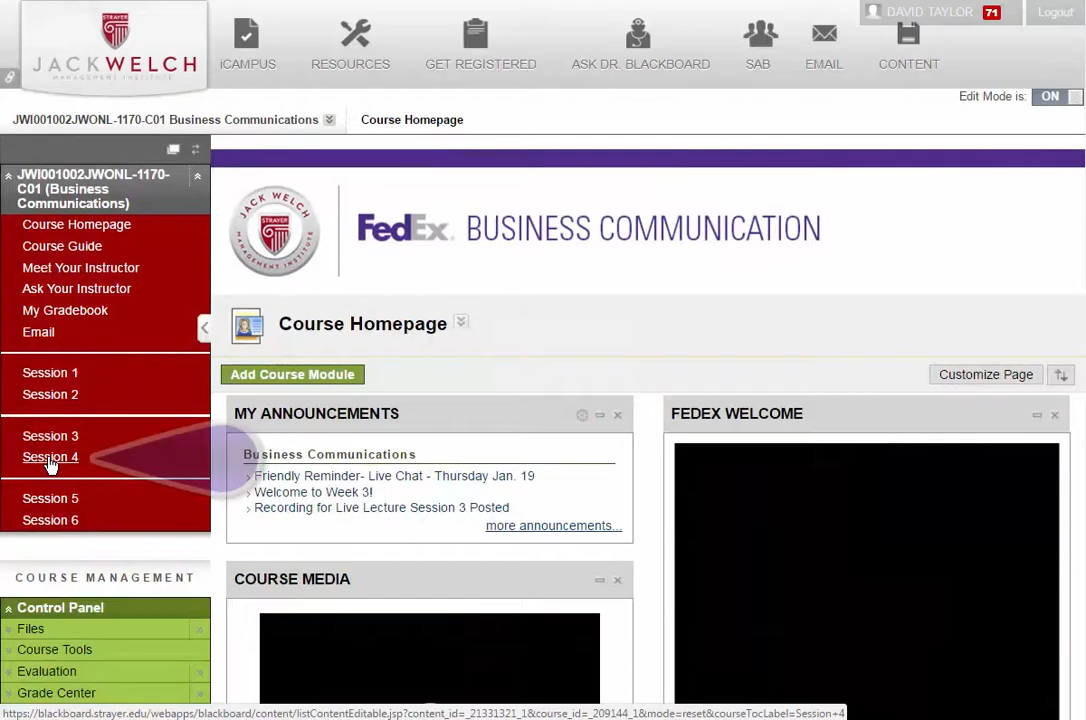 DAVID TAYLOR 71
Logout
STRAYER
JACK WELCH
MANAGEMENT INSTITUTE
iCAMPUS
RESOURCES
GET REGISTERED
ASK DR. BLACKBOARD
SAB
EMAIL
CONTENT
Edit Mode is: ON
JWI001002JWONL-1170-C01 Business Communications
Course Homepage
JWI001002JWONL-1170-
C01 (Business
Communications)
Course Homepage
Course Guide
Meet Your Instructor
Ask Your Instructor
My Gradebook
Email
Session 1
Session 2
Session 3
Session 4
Session 5
Session 6
COURSE MANAGEMENT
Control Panel
Files
Course Tools
Evaluation
Grade Center
JACK WELCH
STRAYER
MANAGEMENT INSTITUTE
FedEx. BUSINESS COMMUNICATION
Course Homepage
Add Course Module
Customize Page
MY ANNOUNCEMENTS
Business Communications
Friendly Reminder- Live Chat - Thursday Jan. 19
Welcome to Week 3!
Recording for Live Lecture Session 3 Posted
more announcements...
COURSE MEDIA
FEDEX WELCOME
https://blackboard.strayer.edu/webapps/blackboard/content/listContentEditable.jsp?content_id=_21331321_1&course_id=_209144_1&mode=reset&courseTocLabel=Session+4